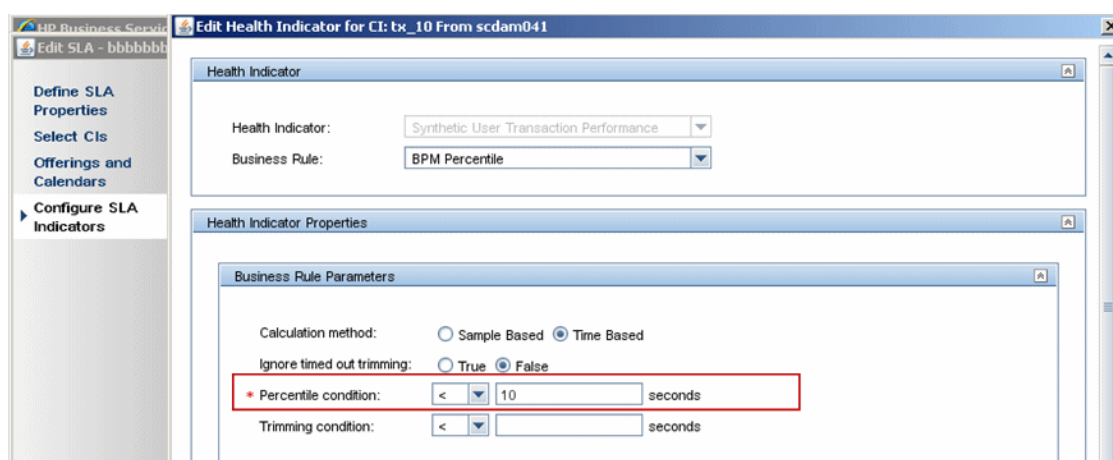 HP Business Servic
Edit Health Indicator for CI: tx_10 From scdam041
Edit SLA - bbbbbbb
Define SLA
Properties
Select CIs
Offerings and
Calendars
Configure SLA
Indicators
Health Indicator
Health Indicator: Synthetic User Transaction Performance
Business Rule: BPM Percentile
Health Indicator Properties
Business Rule Parameters
Calculation method: Sample Based Time Based
Ignore timed out trimming: True False
* Percentile condition: < 10 seconds
Trimming condition: < seconds